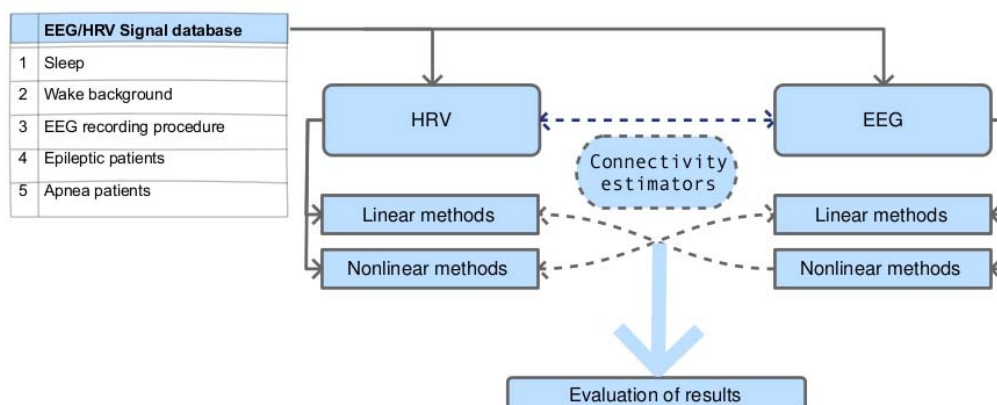 EEG/HRV Signal database
1 Sleep
2 Wake background
3 EEG recording procedure
4 Epileptic patients
5 Apnea patients
HRV
EEG
Connectivity
estimators
Linear methods
Linear methods
Nonlinear methods
Nonlinear methods
Evaluation of results